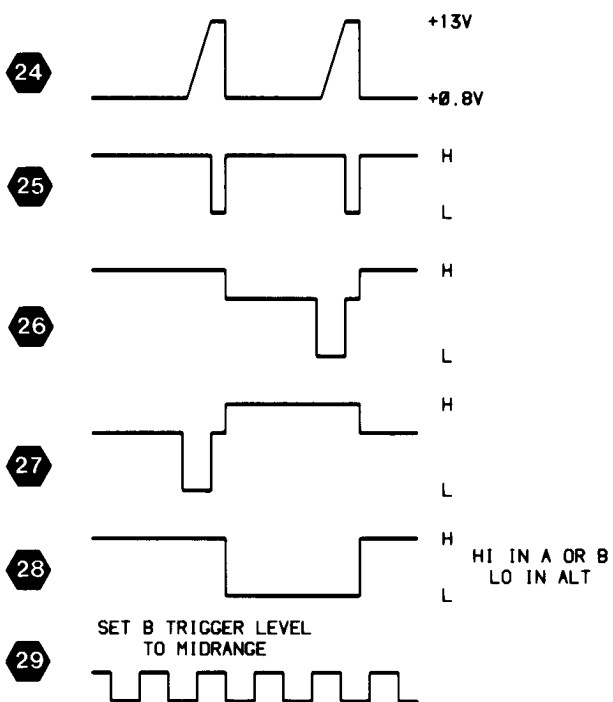 +13V
24
+0.8V
H
25
L
H
26
L
H
27
L
H
28
HI IN A OR B
LO IN ALT
L
SET B TRIGGER LEVEL
TO MIDRANGE
29